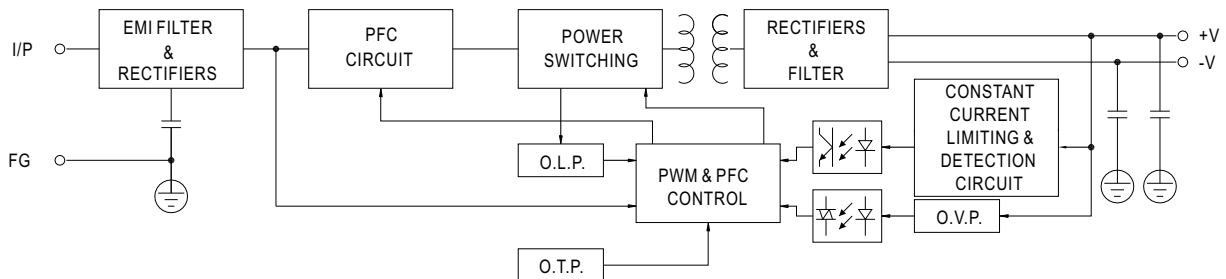 I/P
EMI FILTER
&
RECTIFIERS
PFC
CIRCUIT
POWER
SWITCHING
RECTIFIERS
&
FILTER
+V
-V
CONSTANT
CURRENT
LIMITING &
DETECTION
CIRCUIT
FG
O.L.P.
PWM & PFC
CONTROL
O.V.P.
O.T.P.